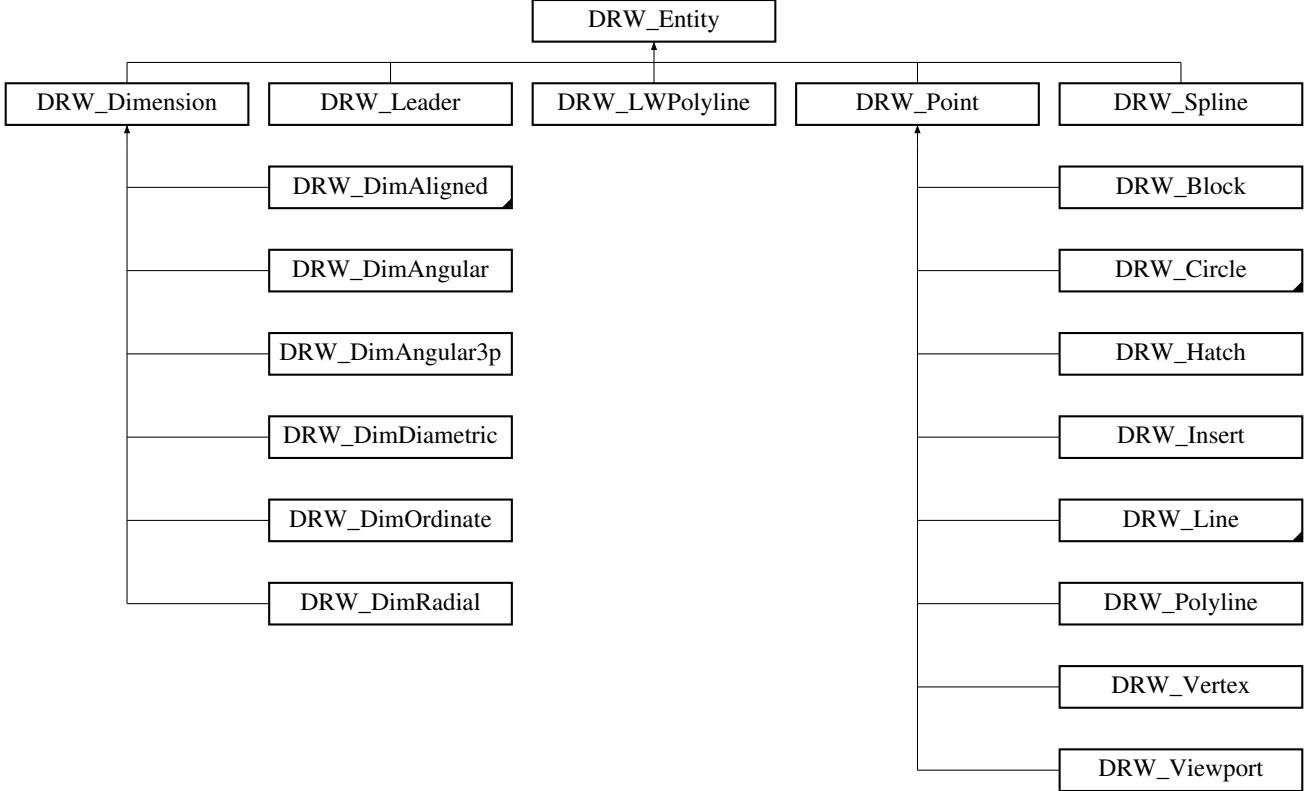 DRW_Entity
DRW_Dimension
DRW_Leader
DRW_LWPolyline
DRW_Point
DRW_Spline
DRW_DimAligned
DRW_DimAngular
DRW_DimAngular3p
DRW_DimDiametric
DRW_DimOrdinate
DRW_DimRadial
DRW_Block
DRW_Circle
DRW_Hatch
DRW_Insert
DRW_Line
DRW_Polyline
DRW_Vertex
DRW_Viewport